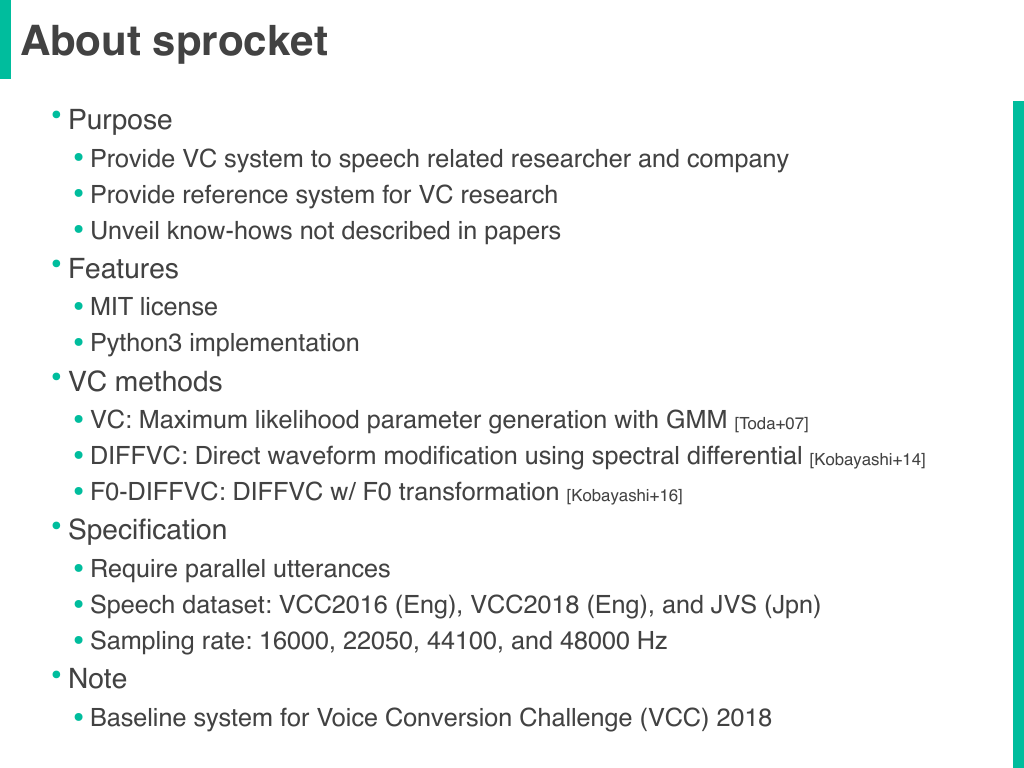 About sprocket
• Purpose
• Provide VC system to speech related researcher and company
• Provide reference system for VC research
• Unveil know-hows not described in papers
• Features
• MIT license
• Python3 implementation
• VC methods
• VC: Maximum likelihood parameter generation with GMM [Toda+07]
• DIFFVC: Direct waveform modification using spectral differential [Kobayashi+14]
• F0-DIFFVC: DIFFVC w/ F0 transformation [Kobayashi+16]
• Specification
• Require parallel utterances
• Speech dataset: VCC2016 (Eng), VCC2018 (Eng), and JVS (Jpn)
• Sampling rate: 16000, 22050, 44100, and 48000 Hz
• Note
• Baseline system for Voice Conversion Challenge (VCC) 2018